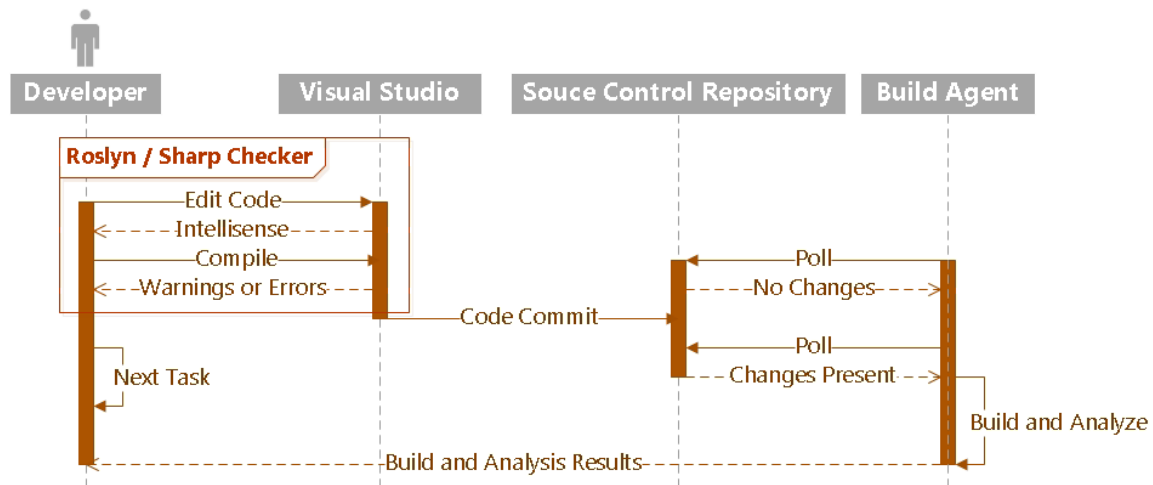 Developer
Visual Studio
Souce Control Repository
Build Agent
Roslyn / Sharp Checker
Edit Code
Intellisense
Compile
Poll
Warnings or Errors
No Changes
Code Commit
Poll
Next Task
Changes Present
Build and Analyze
Build and Analysis Results